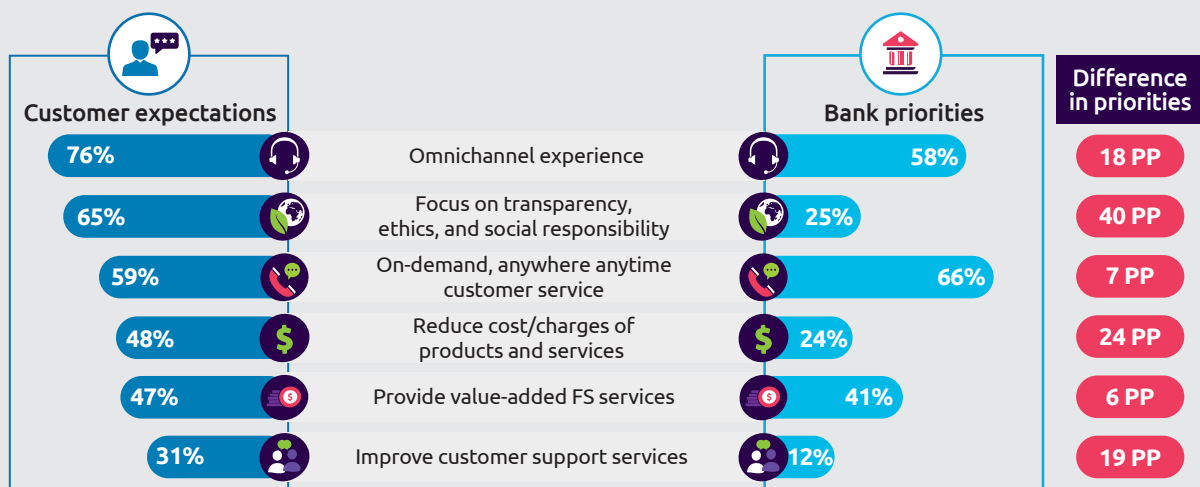 Customer expectations
Bank priorities
Difference
in priorities
76%
Omnichannel experience
58%
18 PP
65%
Focus on transparency,
ethics, and social responsibility
25%
40 PP
59%
On-demand, anywhere anytime
customer service
66%
7 PP
48%
$
Reduce cost/charges of
products and services
$
24%
24 PP
47%
$
Provide value-added FS services
$
41%
6 PP
31%
Improve customer support services
12%
19 PP